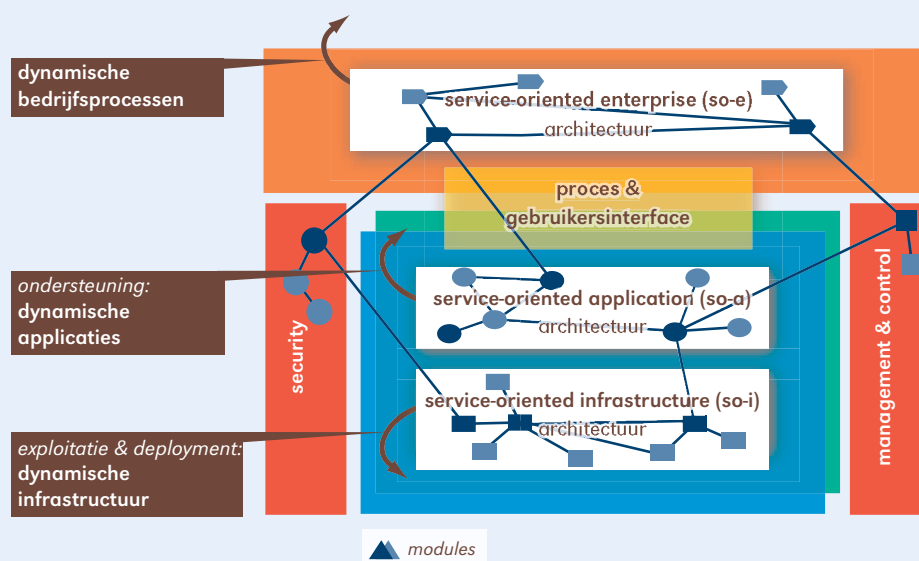 dynamische
bedrijfsprocessen
service-oriented enterprise (so-e)
architectuur
proces &
gebruikersinterface
ondersteuning:
dynamische
applicaties
service-oriented application (so-a)
architectuur
security
management & control
service-oriented infrastructure (so-i)
architectuur
exploitatie & deployment:
dynamische
infrastructuur
modules